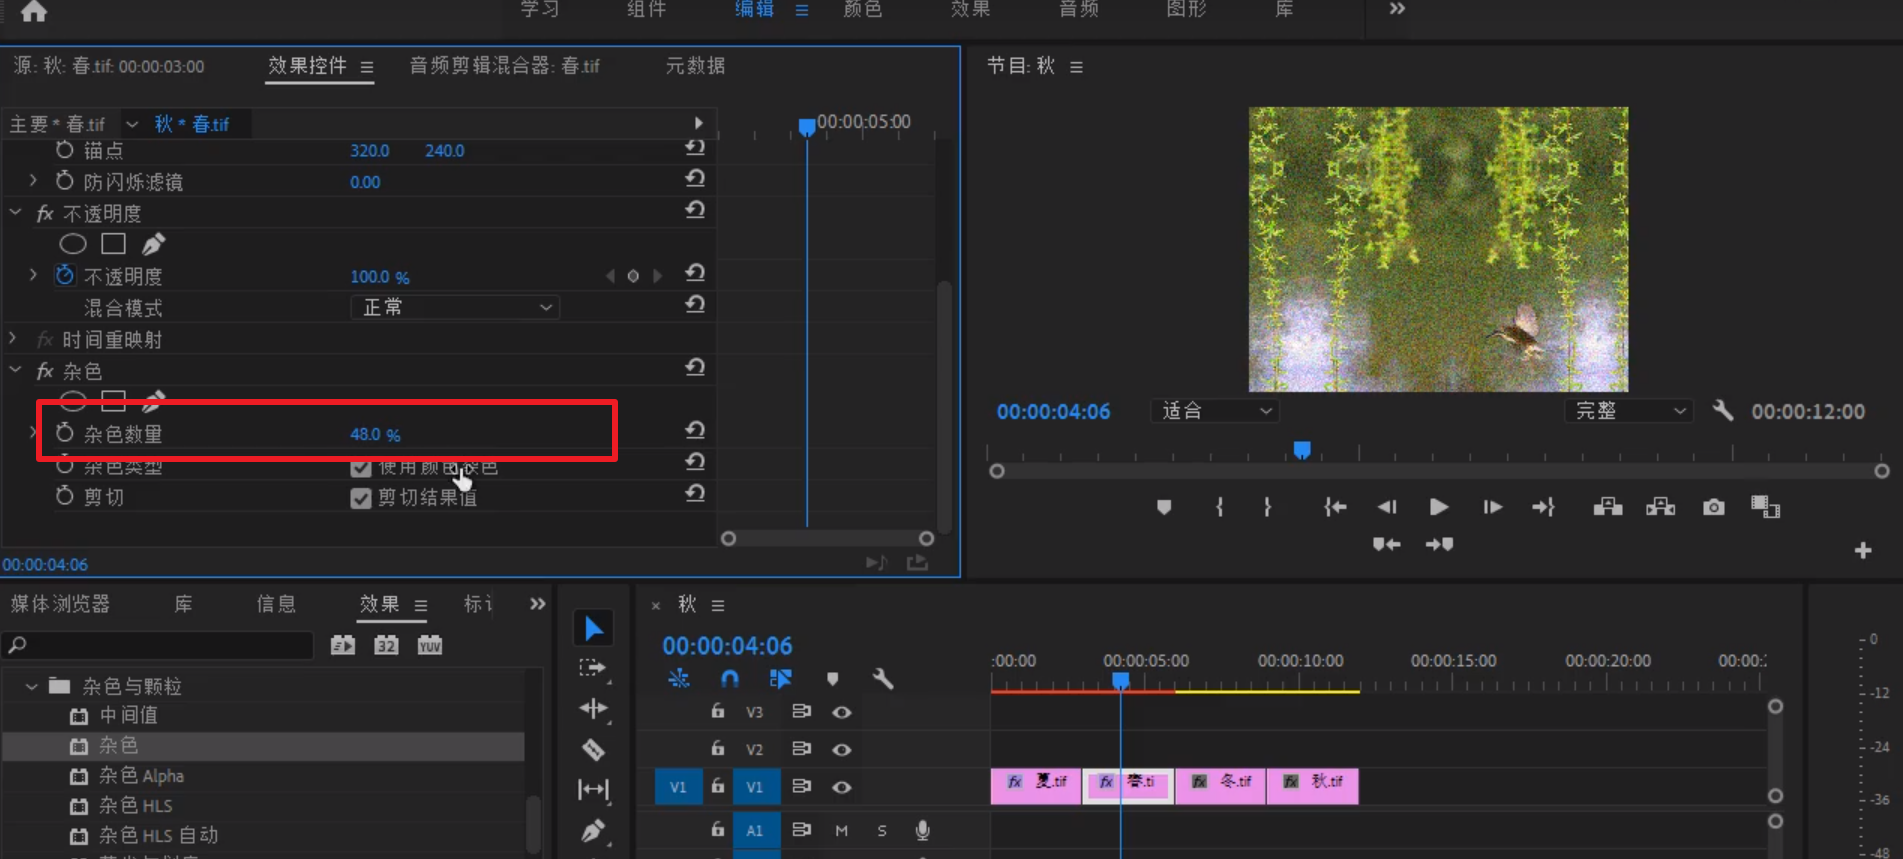 学习 组件 编辑 颜色 效果 音频 图形 库
源: 秋: 春.tif: 00:00:03:00 效果控件 音频剪辑混合器: 春.tif 元数据
节目: 秋
主要 * 春.tif 秋 * 春.tif
00:00:05:00
锚点 320.0 240.0
防闪烁滤镜 0.00
fx 不透明度
不透明度 100.0 %
混合模式 正常
fx 时间重映射
fx 杂色
杂色数量 48.0 %
杂色类型 使用颜色杂色
剪切 剪切结果值
00:00:04:06
00:00:04:06 适合 完整 00:00:12:00
媒体浏览器 库 信息 效果
32 YUV
杂色与颗粒
中间值
杂色
杂色 Alpha
杂色 HLS
杂色 HLS 自动
秋
00:00:04:06
:00:00 00:00:05:00 00:00:10:00 00:00:15:00 00:00:20:00 00:00:
V3
V2
V1 V1 fx 夏.tif fx 春.ti fx 冬.tif fx 秋.tif
A1 M S
0
-12
-24
-36
-48